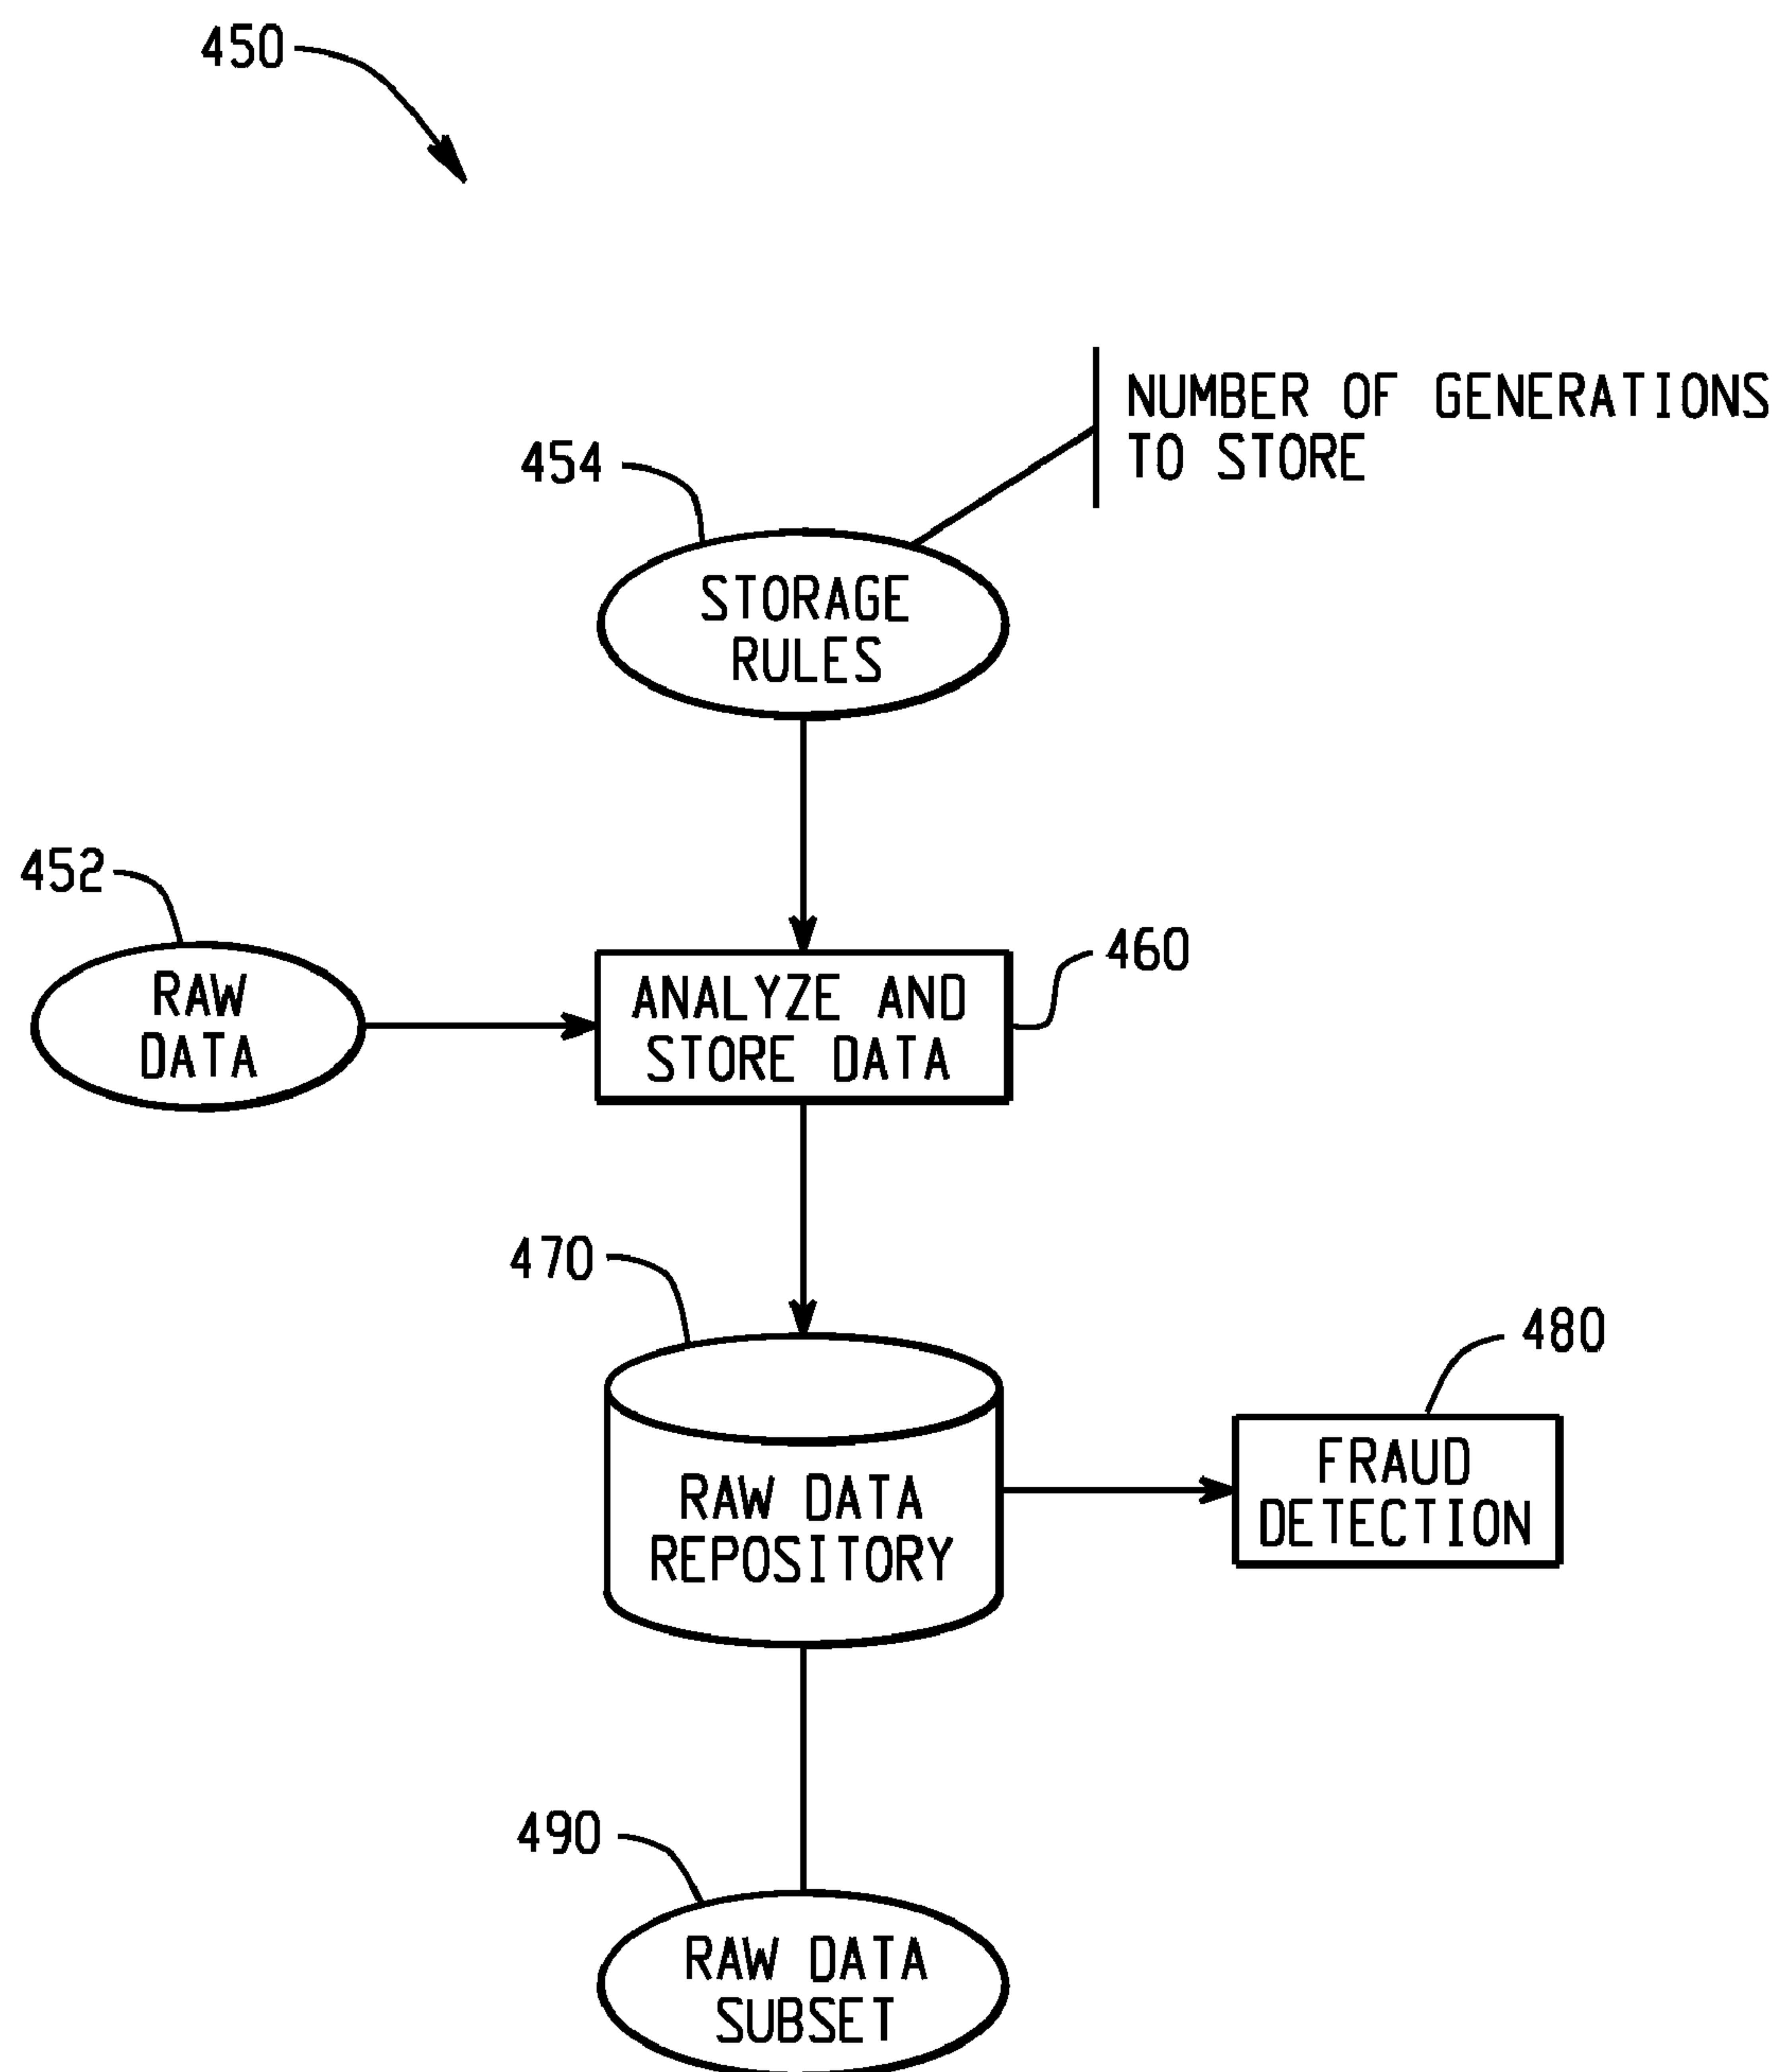 450
NUMBER OF GENERATIONS
TO STORE
454
STORAGE
RULES
452
RAW
DATA
ANALYZE AND
STORE DATA
460
470
RAW DATA
REPOSITORY
480
FRAUD
DETECTION
490
RAW DATA
SUBSET